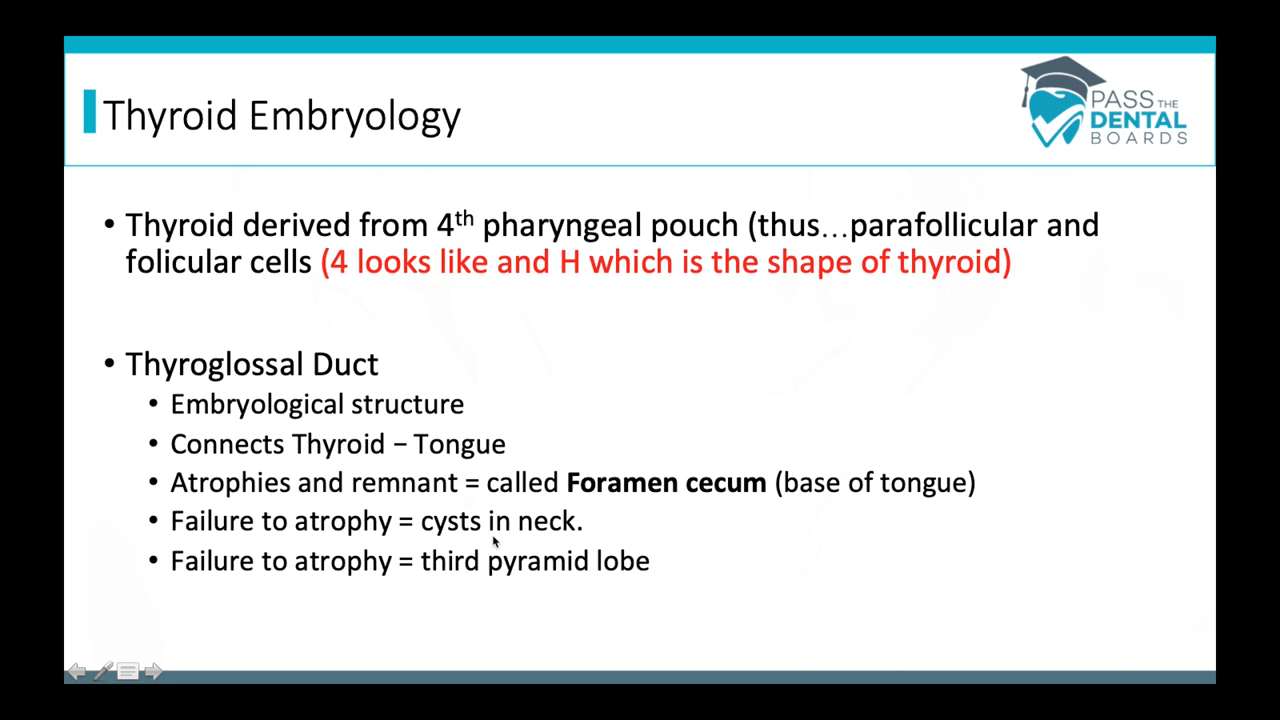 Thyroid Embryology
PASS THE
DENTAL
BOARDS
• Thyroid derived from 4th pharyngeal pouch (thus...parafollicular and
folicular cells (4 looks like and H which is the shape of thyroid)
• Thyroglossal Duct
• Embryological structure
• Connects Thyroid – Tongue
• Atrophies and remnant = called Foramen cecum (base of tongue)
• Failure to atrophy = cysts in neck.
• Failure to atrophy = third pyramid lobe